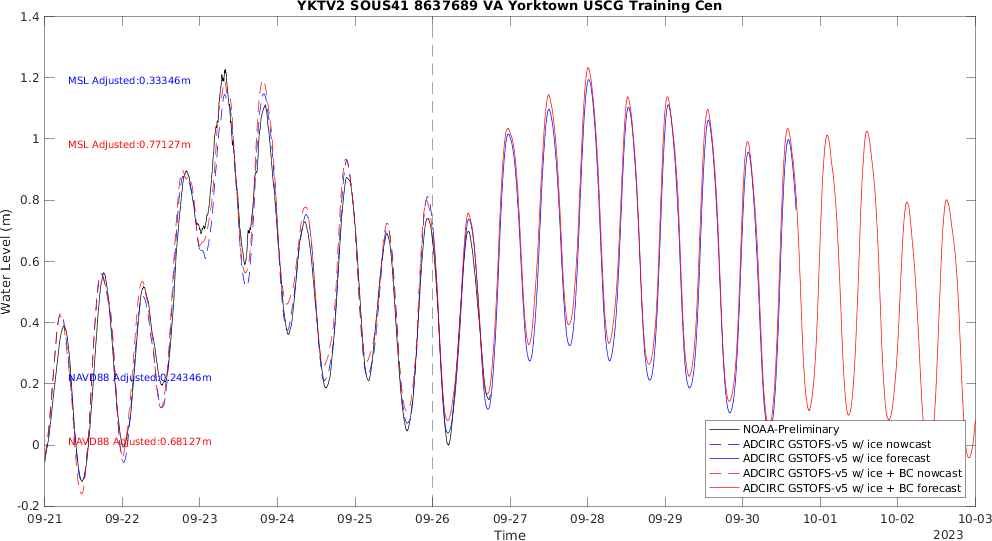 YKTV2 SOUS41 8637689 VA Yorktown USCG Training Cen
1.4
1.2
1
0.8
0.6
0.4
0.2
0
-0.2
Water Level (m)
MSL Adjusted:0.33346m
MSL Adjusted:0.77127m
NAVD88 Adjusted:0.24346m
NAVD88 Adjusted:0.68127m
NOAA-Preliminary
ADCIRC GSTOFS-v5 w/ ice nowcast
ADCIRC GSTOFS-v5 w/ ice forecast
ADCIRC GSTOFS-v5 w/ ice + BC nowcast
ADCIRC GSTOFS-v5 w/ ice + BC forecast
09-21 09-22 09-23 09-24 09-25 09-26 09-27 09-28 09-29 09-30 10-01 10-02 10-03
Time
2023